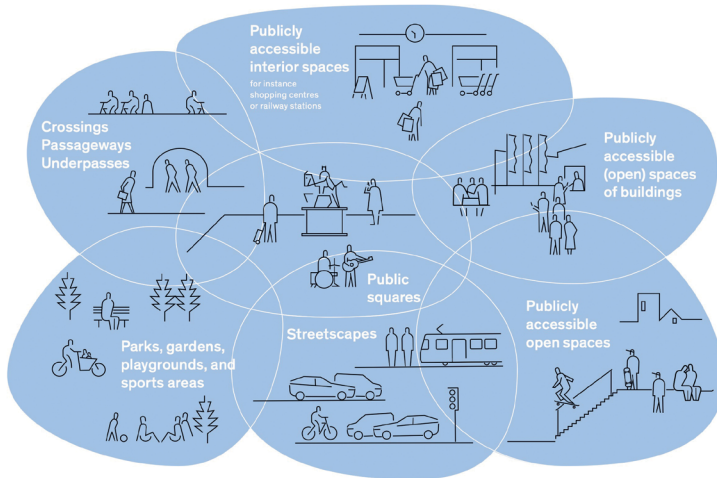 Publicly
accessible
interior spaces
for instance
shopping centres
or railway stations
Crossings
Passageways
Underpasses
Publicly
accessible
(open) spaces
of buildings
Public
squares
Streetscapes
Publicly
accessible
open spaces
Parks, gardens,
playgrounds, and
sports areas